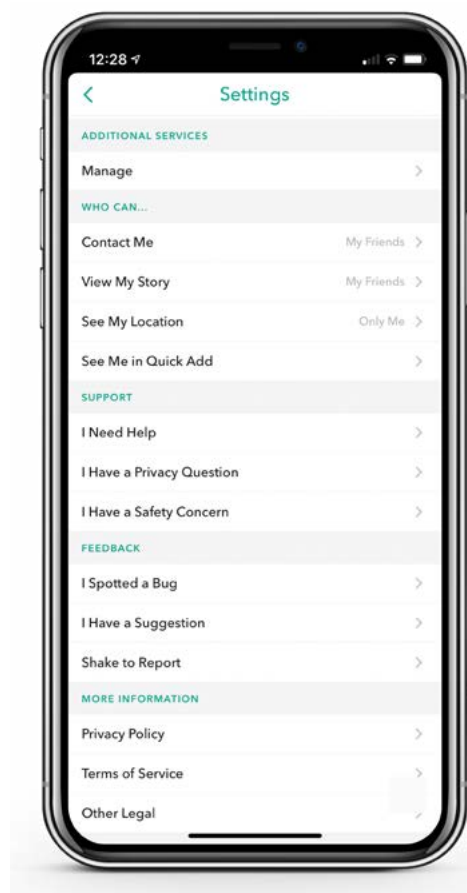 12:28
Settings
ADDITIONAL SERVICES
Manage
WHO CAN...
Contact Me My Friends
View My Story My Friends
See My Location Only Me
See Me in Quick Add
SUPPORT
I Need Help
I Have a Privacy Question
I Have a Safety Concern
FEEDBACK
I Spotted a Bug
I Have a Suggestion
Shake to Report
MORE INFORMATION
Privacy Policy
Terms of Service
Other Legal